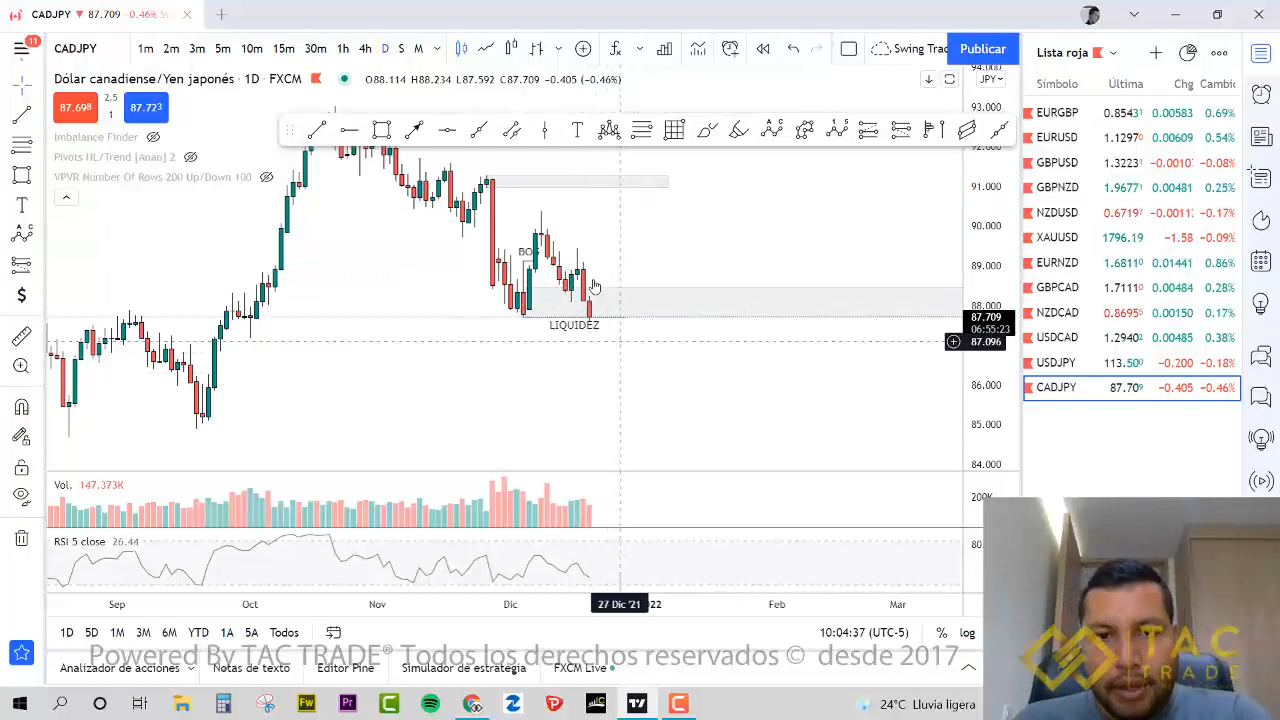 CADJPY 87.709 -0.46%
CADJPY 1m 2m 3m 5m 10m 15m 30m 1h 4h D S M Swing Trad Publicar
Dólar canadiense/Yen japonés · 1D · FXCM O88.114 H88.234 L87.592 C87.709 -0.405 (-0.46%)
87.698 2.5 1 87.723
Imbalance Finder
Pivots HL/Trend [Anan] 2
VPVR Number Of Rows 200 Up/Down 100
BOS
LIQUIDEZ
JPY
94.000
93.000
92.000
91.000
90.000
89.000
88.000
87.709
06:55:23
87.096
86.000
85.000
84.000
Vol. 147.373K
200K
RSI 5 close 26.44
80.
Sep Oct Nov Dic 27 Dic '21 2022 Feb Mar
1D 5D 1M 3M 6M YTD 1A 5A Todos 10:04:37 (UTC-5) % log
Powered By TAC TRADE® Todos los derechos reservados © desde 2017
Analizador de acciones Notas de texto Editor Pine Simulador de estrategia FXCM Live
11
Lista roja
Símbolo Última Chg Cambio
EURGBP 0.8543¹ 0.00583 0.69%
EURUSD 1.1297⁰ 0.00609 0.54%
GBPUSD 1.3223¹ -0.0010 -0.08%
GBPNZD 1.9677¹ 0.00481 0.25%
NZDUSD 0.6719⁷ -0.0011 -0.17%
XAUUSD 1796.19 -1.58 -0.09%
EURNZD 1.6811⁰ 0.01441 0.86%
GBPCAD 1.7111⁰ 0.00484 0.28%
NZDCAD 0.8695⁵ 0.00150 0.17%
USDCAD 1.2940² 0.00481 0.38%
USDJPY 113.50⁰ -0.200 -0.18%
CADJPY 87.70⁹ -0.405 -0.46%
TAC
TRADE
Fw Pr
24°C Lluvia ligera